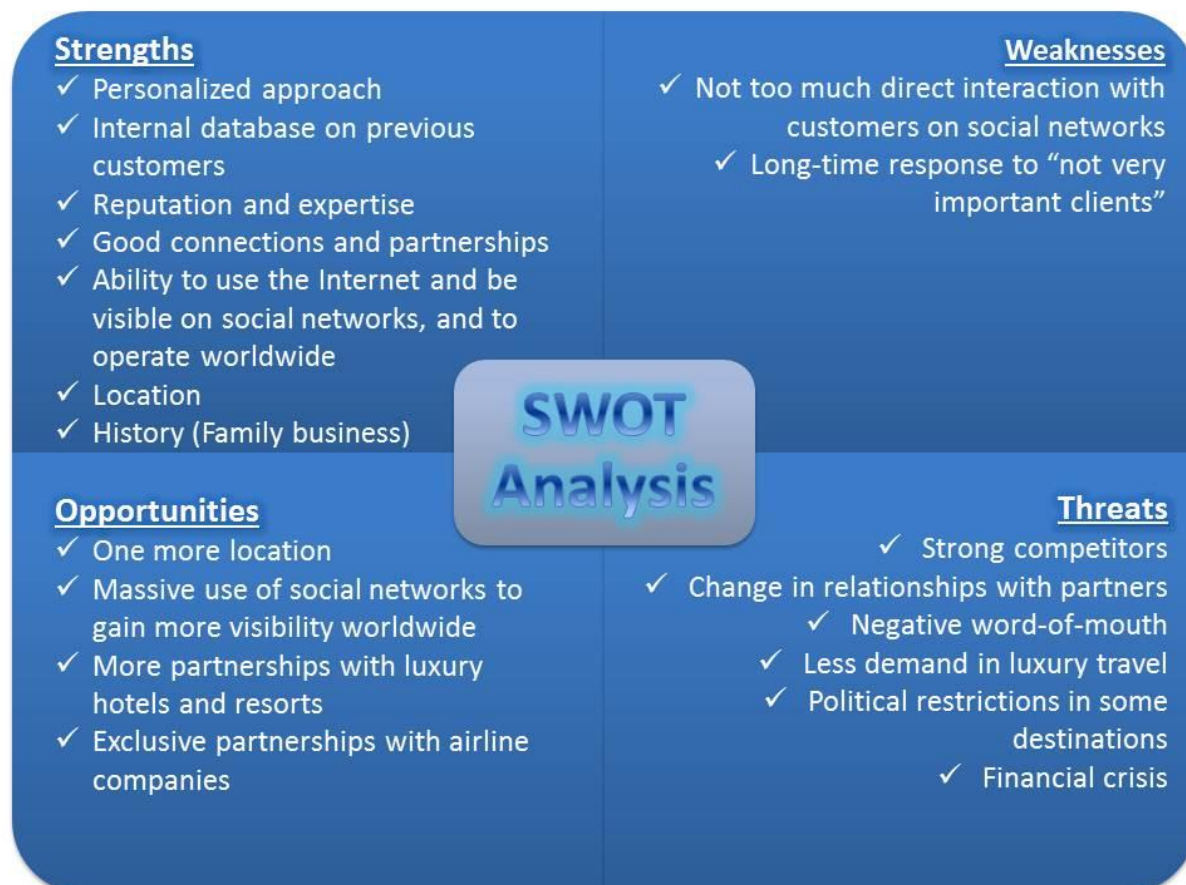 Strengths
✓ Personalized approach
✓ Internal database on previous
customers
✓ Reputation and expertise
✓ Good connections and partnerships
✓ Ability to use the Internet and be
visible on social networks, and to
operate worldwide
✓ Location
✓ History (Family business)
Weaknesses
✓ Not too much direct interaction with
customers on social networks
✓ Long-time response to “not very
important clients”
SWOT
Analysis
Opportunities
✓ One more location
✓ Massive use of social networks to
gain more visibility worldwide
✓ More partnerships with luxury
hotels and resorts
✓ Exclusive partnerships with airline
companies
Threats
✓ Strong competitors
✓ Change in relationships with partners
✓ Negative word-of-mouth
✓ Less demand in luxury travel
✓ Political restrictions in some
destinations
✓ Financial crisis